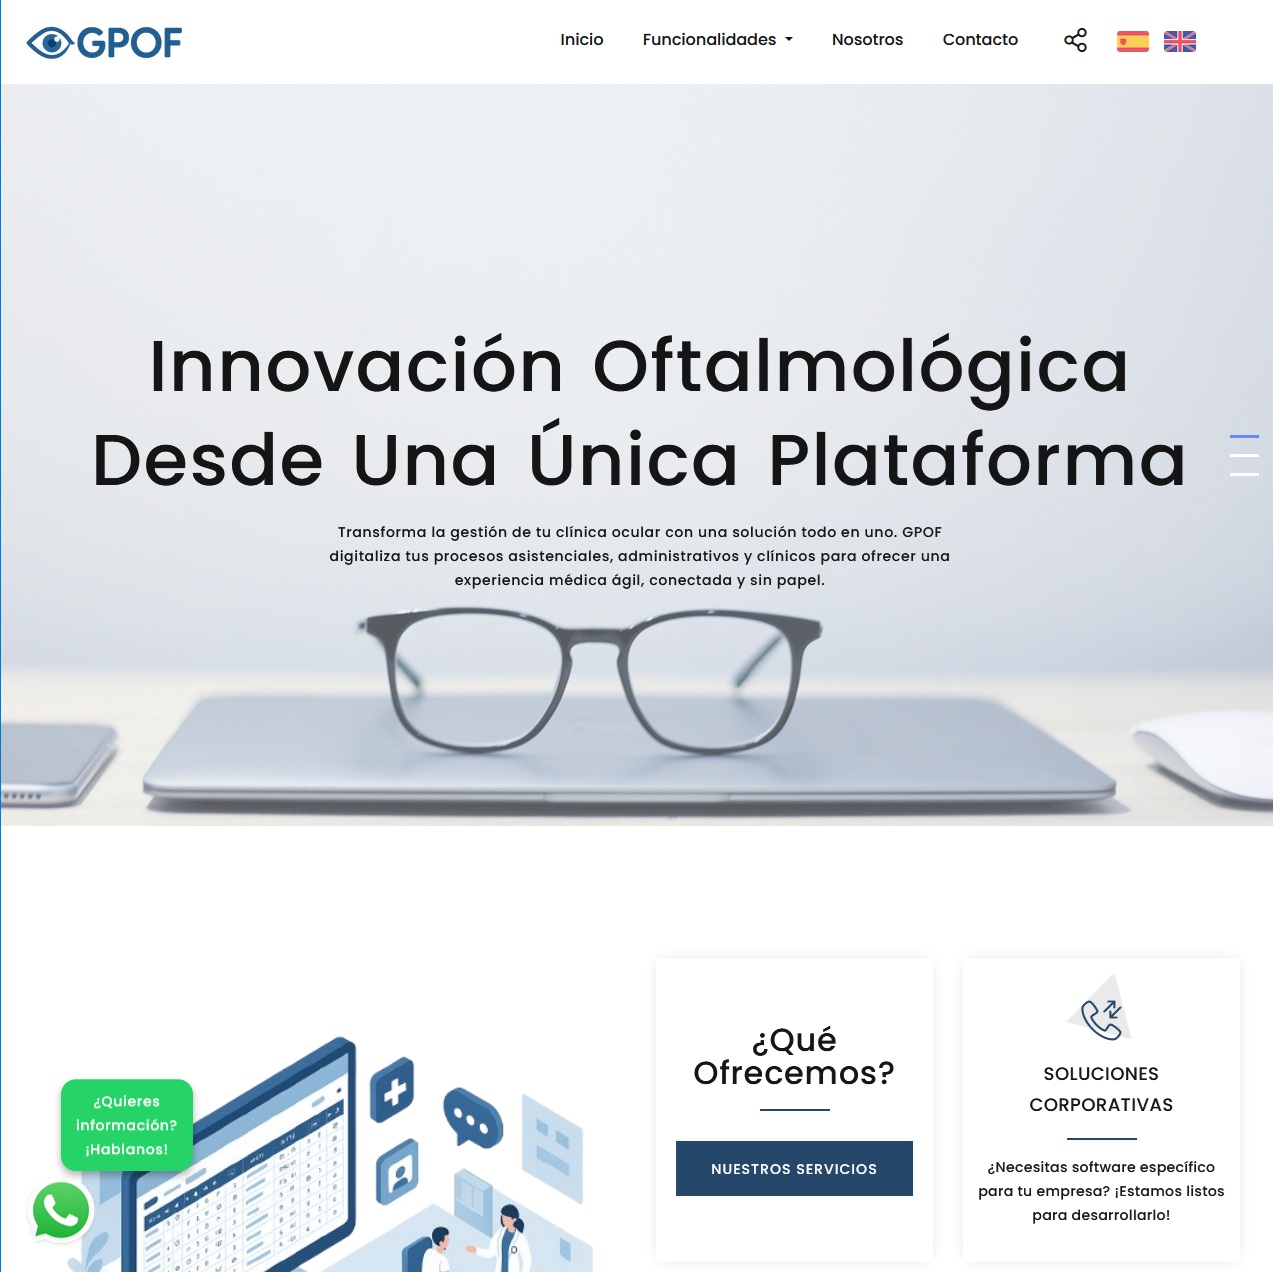 GPOF
Inicio
Funcionalidades
Nosotros
Contacto
Innovación Oftalmológica
Desde Una Única Plataforma
Transforma la gestión de tu clínica ocular con una solución todo en uno. GPOF
digitaliza tus procesos asistenciales, administrativos y clínicos para ofrecer una
experiencia médica ágil, conectada y sin papel.
¿Qué
Ofrecemos?
NUESTROS SERVICIOS
SOLUCIONES
CORPORATIVAS
¿Necesitas software específico
para tu empresa? ¡Estamos listos
para desarrollarlo!
¿Quieres
información?
¡Hablanos!